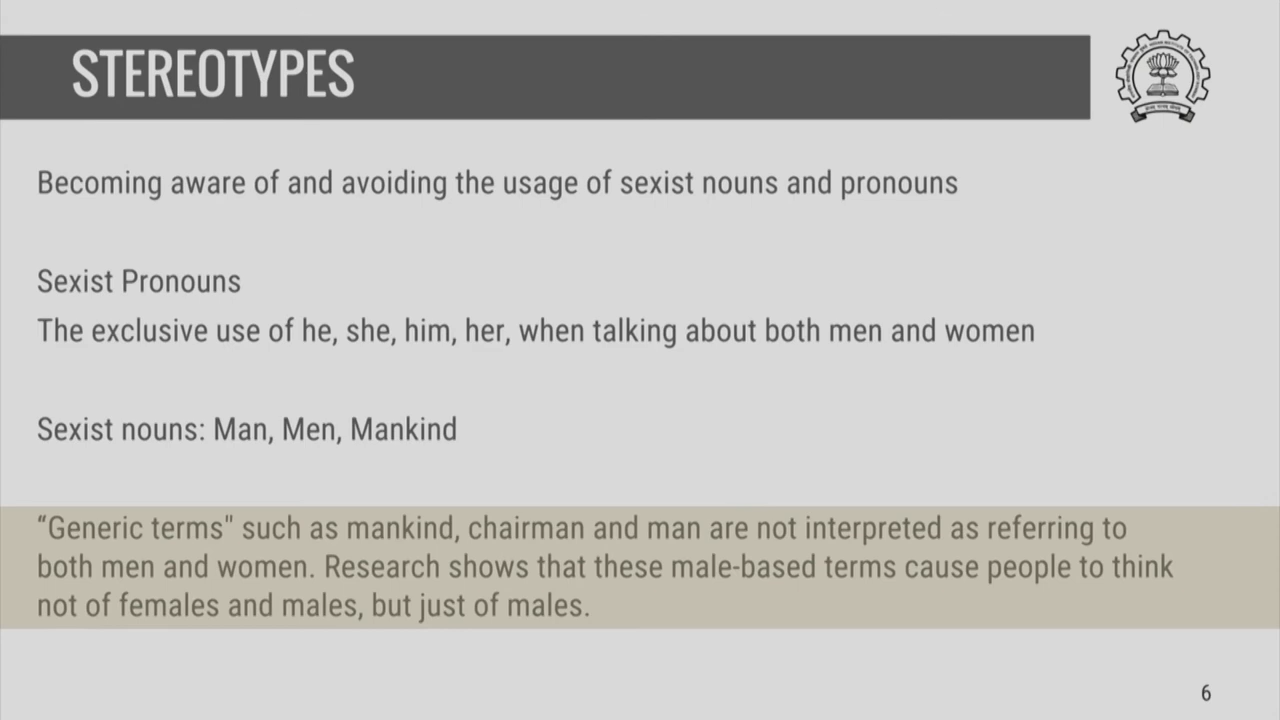 STEREOTYPES
Becoming aware of and avoiding the usage of sexist nouns and pronouns
Sexist Pronouns
The exclusive use of he, she, him, her, when talking about both men and women
Sexist nouns: Man, Men, Mankind
“Generic terms" such as mankind, chairman and man are not interpreted as referring to
both men and women. Research shows that these male-based terms cause people to think
not of females and males, but just of males.
6